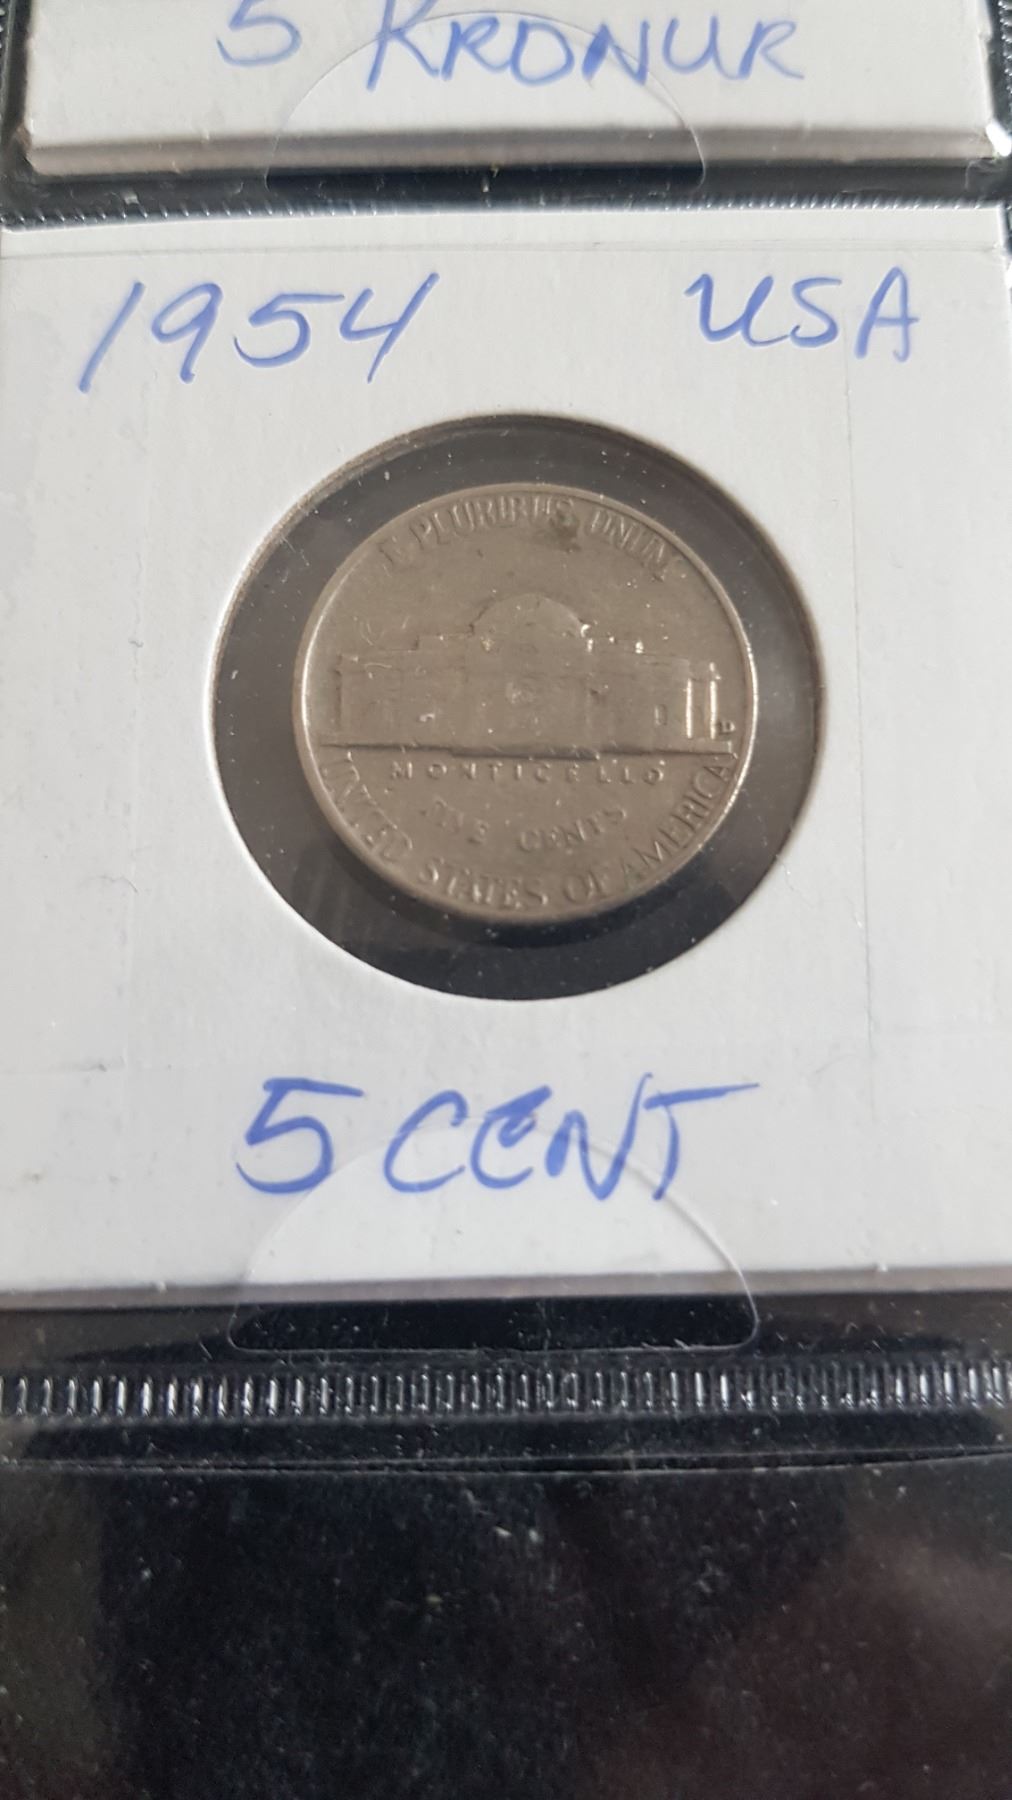 5 KRONUR
1954 USA
E PLURIBUS UNUM
MONTICELLO
FIVE CENTS
UNITED STATES OF AMERICA
5 CENT